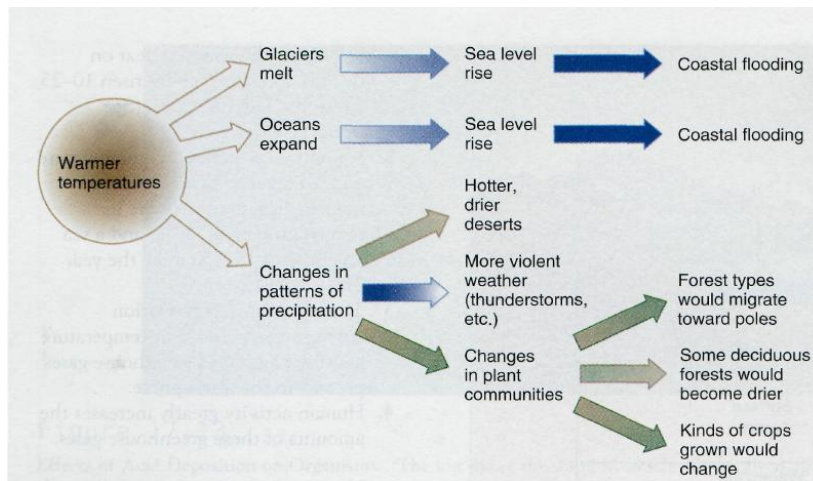 Glaciers
melt
Sea level
rise
Coastal flooding
Oceans
expand
Sea level
rise
Coastal flooding
Warmer
temperatures
Hotter,
drier
deserts
Changes in
patterns of
precipitation
More violent
weather
(thunderstorms,
etc.)
Changes
in plant
communities
Forest types
would migrate
toward poles
Some deciduous
forests would
become drier
Kinds of crops
grown would
change